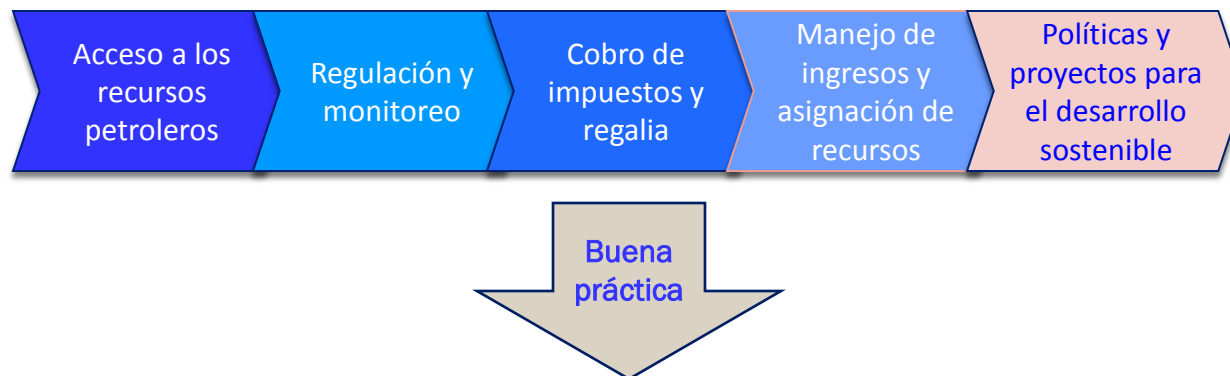 Acceso a los
recursos
petroleros
Regulación y
monitoreo
Cobro de
impuestos y
regalia
Manejo de
ingresos y
asignación de
recursos
Políticas y
proyectos para
el desarrollo
sostenible
Buena
práctica